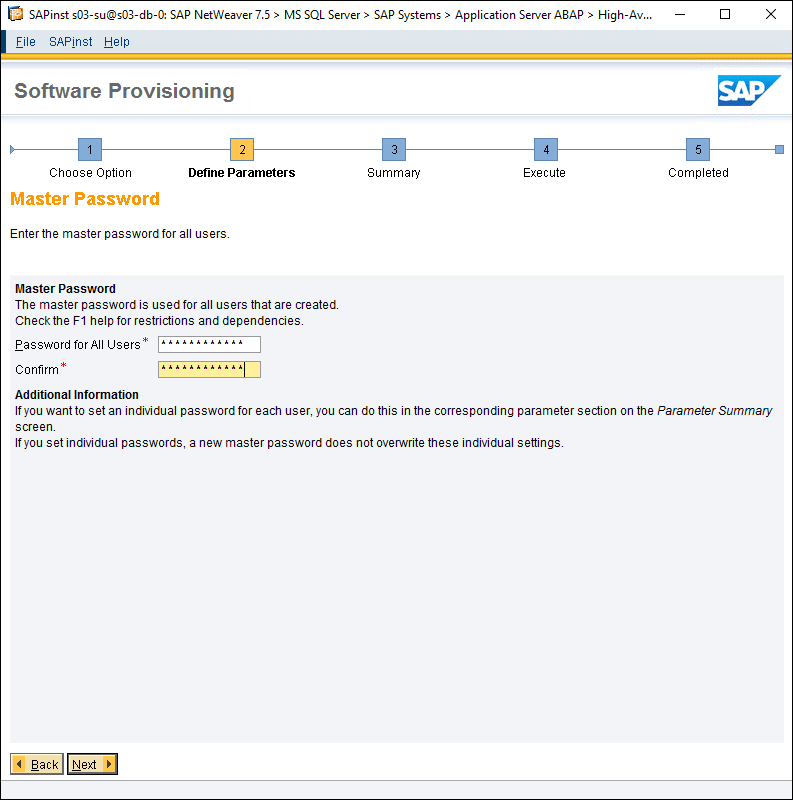 SAPinst s03-su@s03-db-0: SAP NetWeaver 7.5 > MS SQL Server > SAP Systems > Application Server ABAP > High-Av...
File SAPinst Help
Software Provisioning
SAP
1 2 3 4 5
Choose Option Define Parameters Summary Execute Completed
Master Password
Enter the master password for all users.
Master Password
The master password is used for all users that are created.
Check the F1 help for restrictions and dependencies.
Password for All Users* ************
Confirm* ************
Additional Information
If you want to set an individual password for each user, you can do this in the corresponding parameter section on the Parameter Summary
screen.
If you set individual passwords, a new master password does not overwrite these individual settings.
Back Next